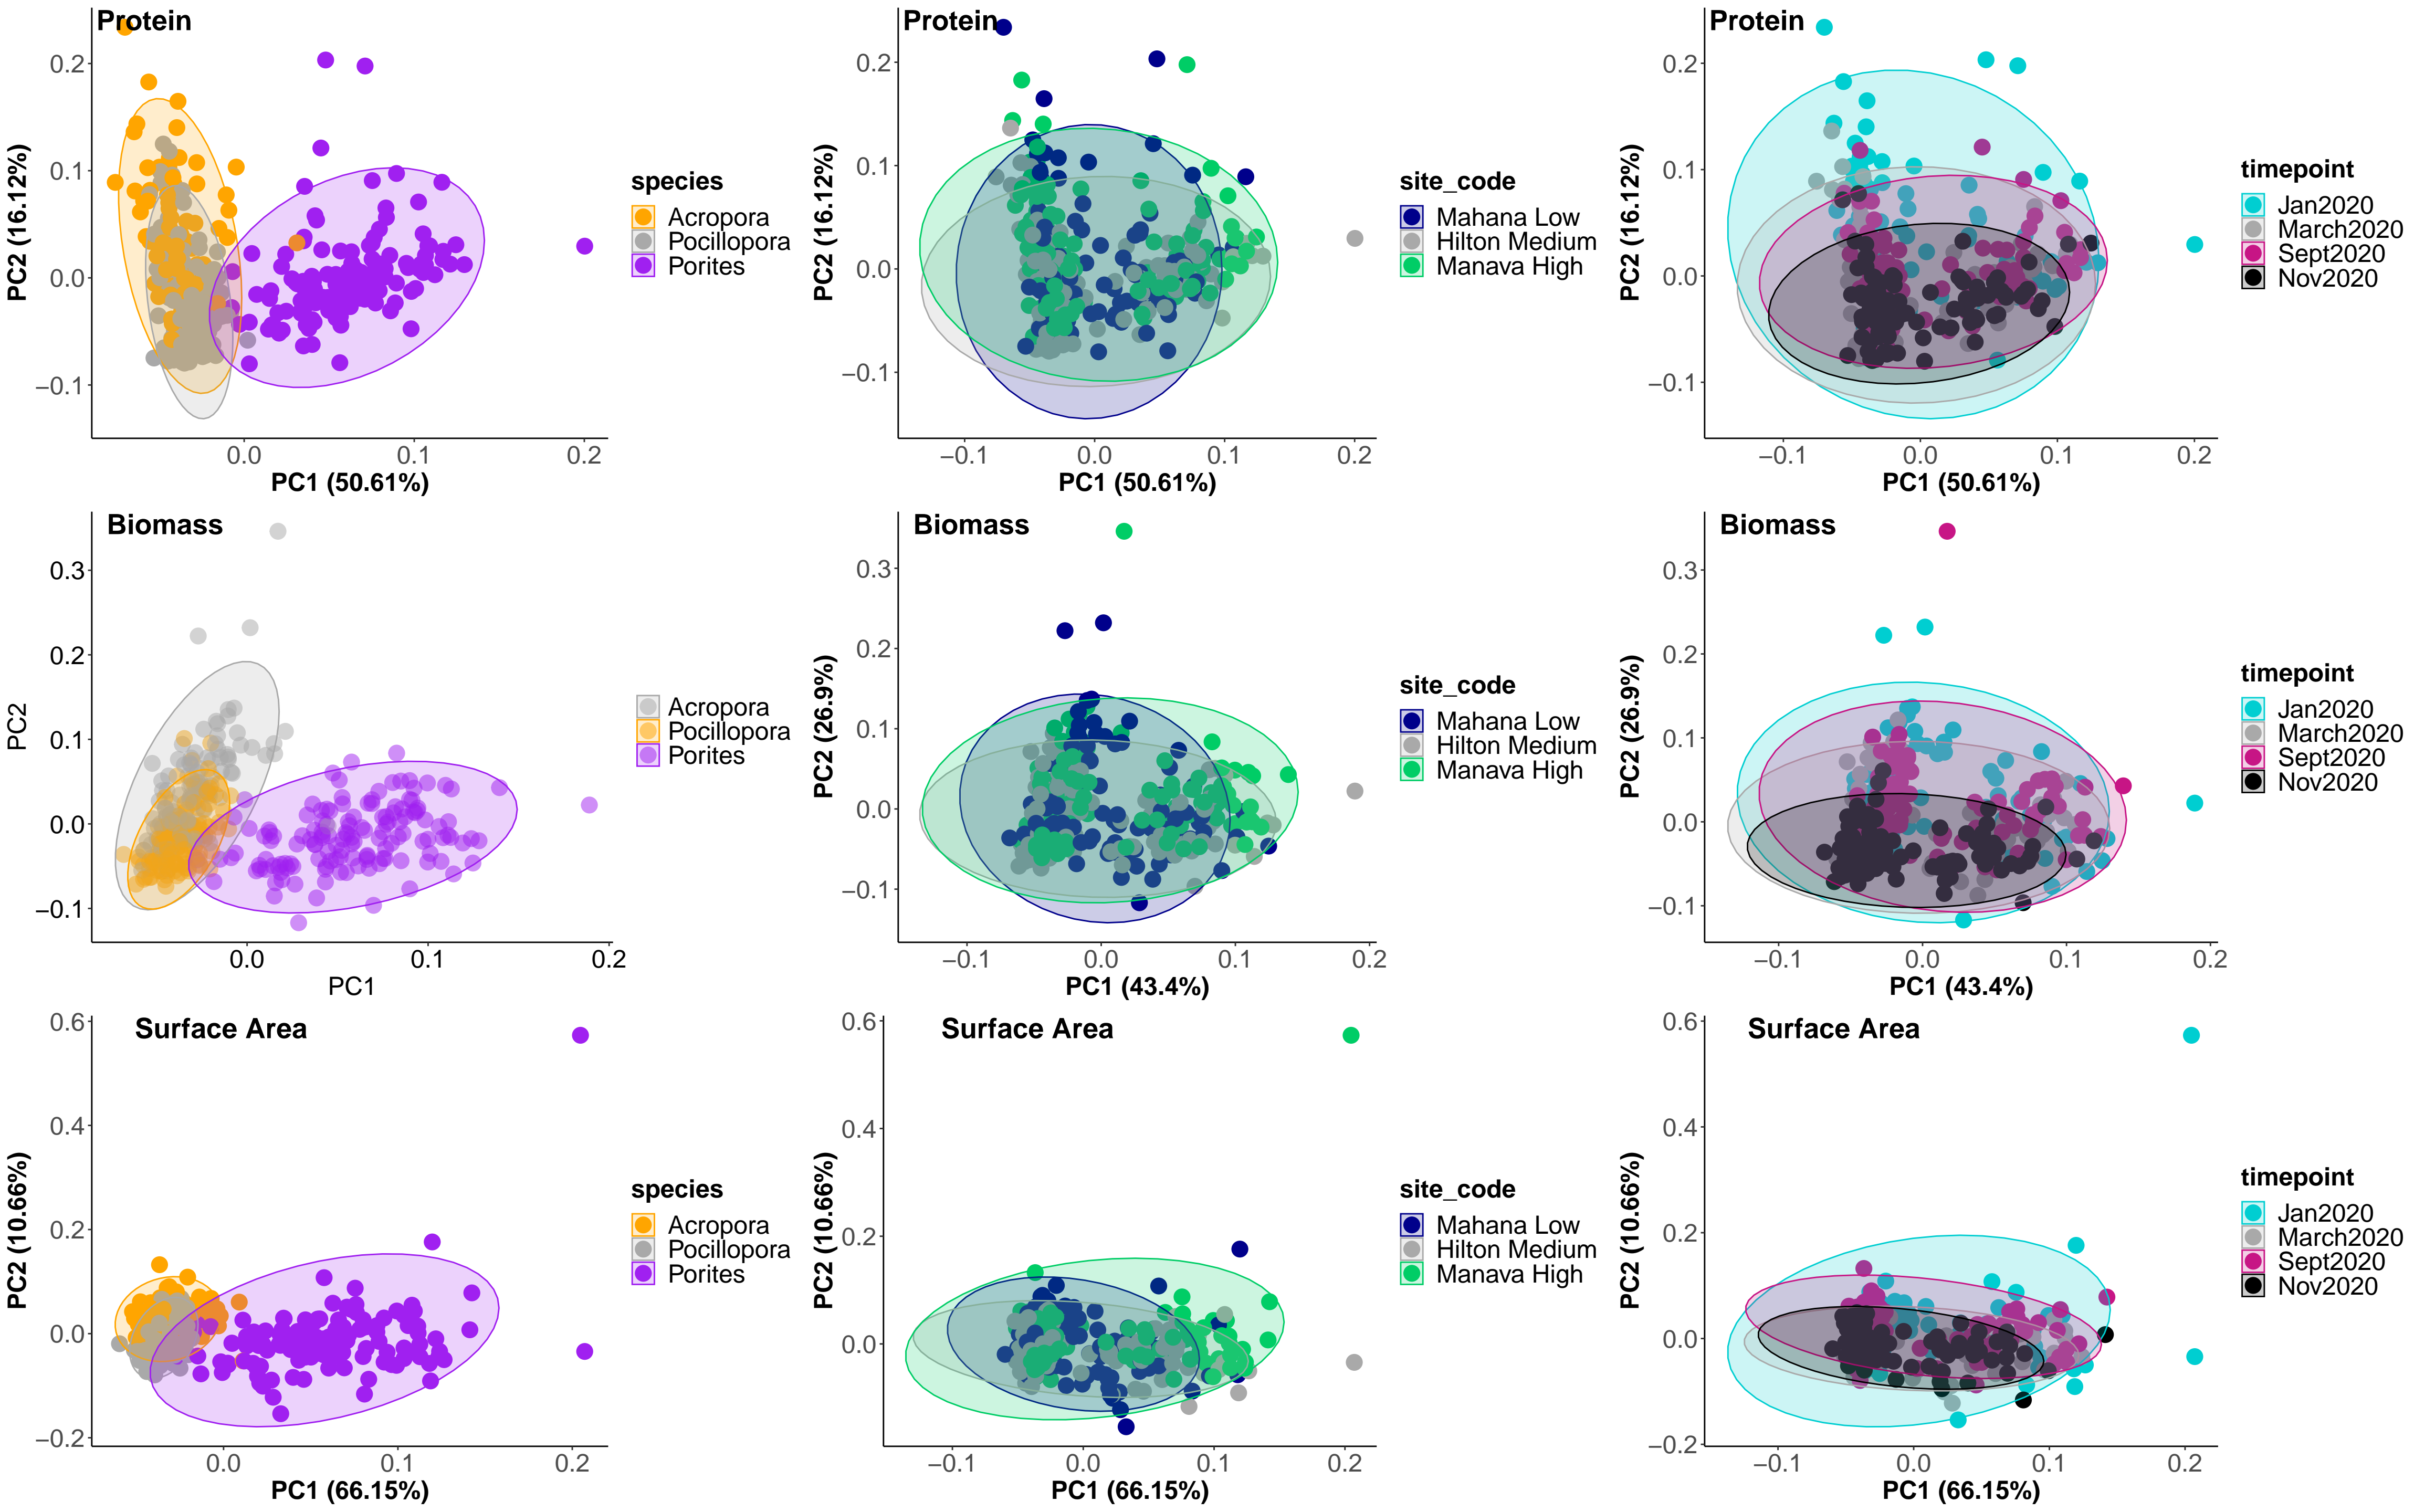 Protein
0.2
0.1
0.0
−0.1
PC2 (16.12%)
0.0 0.1 0.2
PC1 (50.61%)
species
Acropora
Pocillopora
Porites
Protein
0.2
0.1
0.0
−0.1
PC2 (16.12%)
−0.1 0.0 0.1 0.2
PC1 (50.61%)
site_code
Mahana Low
Hilton Medium
Manava High
Protein
0.2
0.1
0.0
−0.1
PC2 (16.12%)
−0.1 0.0 0.1 0.2
PC1 (50.61%)
timepoint
Jan2020
March2020
Sept2020
Nov2020
Biomass
0.3
0.2
0.1
0.0
−0.1
PC2
0.0 0.1 0.2
PC1
Acropora
Pocillopora
Porites
Biomass
0.3
0.2
0.1
0.0
−0.1
PC2 (26.9%)
−0.1 0.0 0.1 0.2
PC1 (43.4%)
site_code
Mahana Low
Hilton Medium
Manava High
Biomass
0.3
0.2
0.1
0.0
−0.1
PC2 (26.9%)
−0.1 0.0 0.1 0.2
PC1 (43.4%)
timepoint
Jan2020
March2020
Sept2020
Nov2020
Surface Area
0.6
0.4
0.2
0.0
−0.2
PC2 (10.66%)
0.0 0.1 0.2
PC1 (66.15%)
species
Acropora
Pocillopora
Porites
Surface Area
0.6
0.4
0.2
0.0
PC2 (10.66%)
−0.1 0.0 0.1 0.2
PC1 (66.15%)
site_code
Mahana Low
Hilton Medium
Manava High
Surface Area
0.6
0.4
0.2
0.0
−0.2
PC2 (10.66%)
−0.1 0.0 0.1 0.2
PC1 (66.15%)
timepoint
Jan2020
March2020
Sept2020
Nov2020